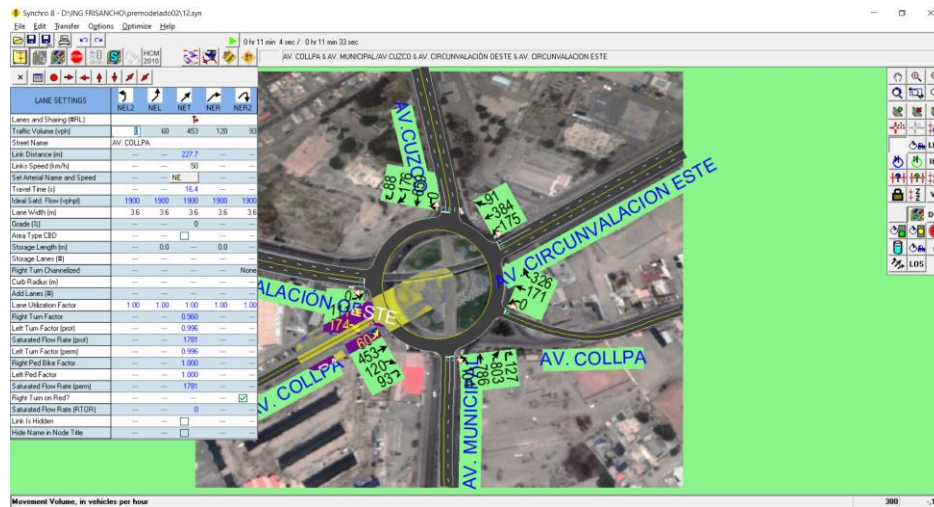 Synchro 8 - D:\ING FRISANCHO\premodelado02\12.syn
File Edit Transfer Options Optimize Help
0 hr 11 min 4 sec / 0 hr 11 min 33 sec
HCM 2010
AV. COLLPA & AV. MUNICIPAL/AV.CUZCO & AV. CIRCUNVALACIÓN OESTE & AV. CIRCUNVALACION ESTE
LANE SETTINGS NEL2 NEL NET NER NER2
Lanes and Sharing (#RL)
Traffic Volume (vph) 60 453 120 93
Street Name AV. COLLPA
Link Distance (m) — — 227.7 — —
Links Speed (km/h) — — 50 — —
Set Arterial Name and Speed — — NE — —
Travel Time (s) — — 16.4 — —
Ideal Satd. Flow (vphpl) 1900 1900 1900 1900 1900
Lane Width (m) 3.6 3.6 3.6 3.6 3.6
Grade (%) — — 0 — —
Area Type CBD — — — —
Storage Length (m) — 0.0 — 0.0 —
Storage Lanes (#) — — — — —
Right Turn Channelized — — — — None
Curb Radius (m) — — — — —
Add Lanes (#) — — — — —
Lane Utilization Factor 1.00 1.00 1.00 1.00 1.00
Right Turn Factor — — 0.960 — —
Left Turn Factor (prot) — — 0.996 — —
Saturated Flow Rate (prot) — — 1781 — —
Left Turn Factor (perm) — — 0.996 — —
Right Ped Bike Factor — — 1.000 — —
Left Ped Factor — — 1.000 — —
Saturated Flow Rate (perm) — — 1781 — —
Right Turn on Red? — — — —
Saturated Flow Rate (RTOR) — — 0 — —
Link Is Hidden — — — —
Hide Name in Node Title — — — —
AV. CUZCO
88
176
91
384
175
AV. CIRCUNVALACION ESTE
326
171
0
ALACIÓN OESTE
0
174
60
453
120
93
AV. COLLPA
V. COLLPA
AV. MUNICIPAL
786
803
127
LOS
Movement Volume, in vehicles per hour
380